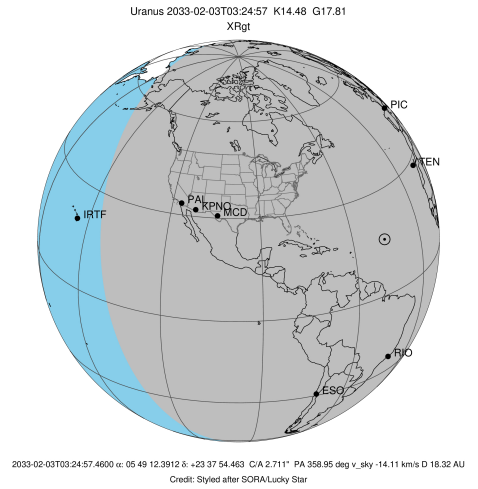 Uranus 2033-02-03T03:24:57 K14.48 G17.81
XRgt
PIC
TEN
PAL
KPNO
MCD
IRTF
RIO
ESO
2033-02-03T03:24:57.4600 α: 05 49 12.3912 δ: +23 37 54.463 C/A 2.711" PA 358.95 deg v_sky -14.11 km/s D 18.32 AU
Credit: Styled after SORA/Lucky Star